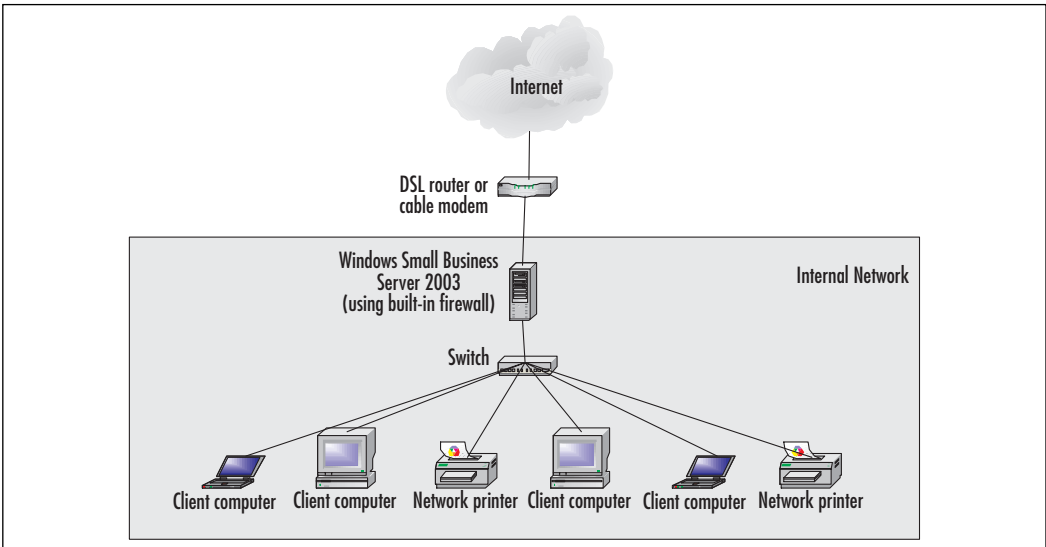 Internet
DSL router or
cable modem
Windows Small Business
Server 2003
(using built-in firewall)
Internal Network
Switch
Client computer
Client computer
Network printer
Client computer
Client computer
Network printer